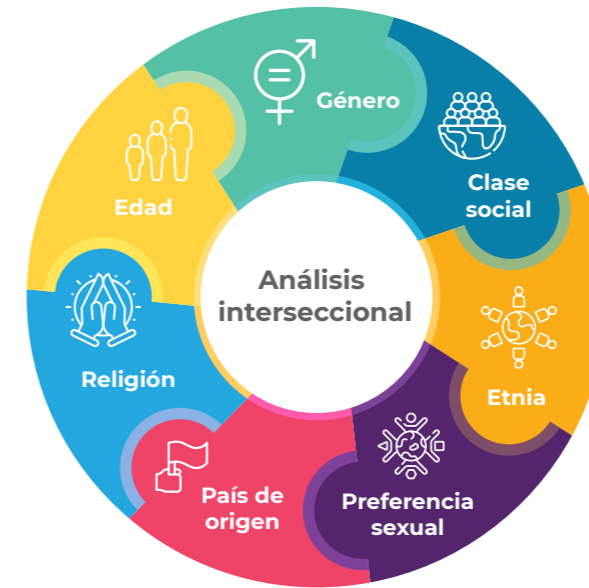 Análisis
interseccional
Género
Clase
social
Etnia
Preferencia
sexual
País de
origen
Religión
Edad